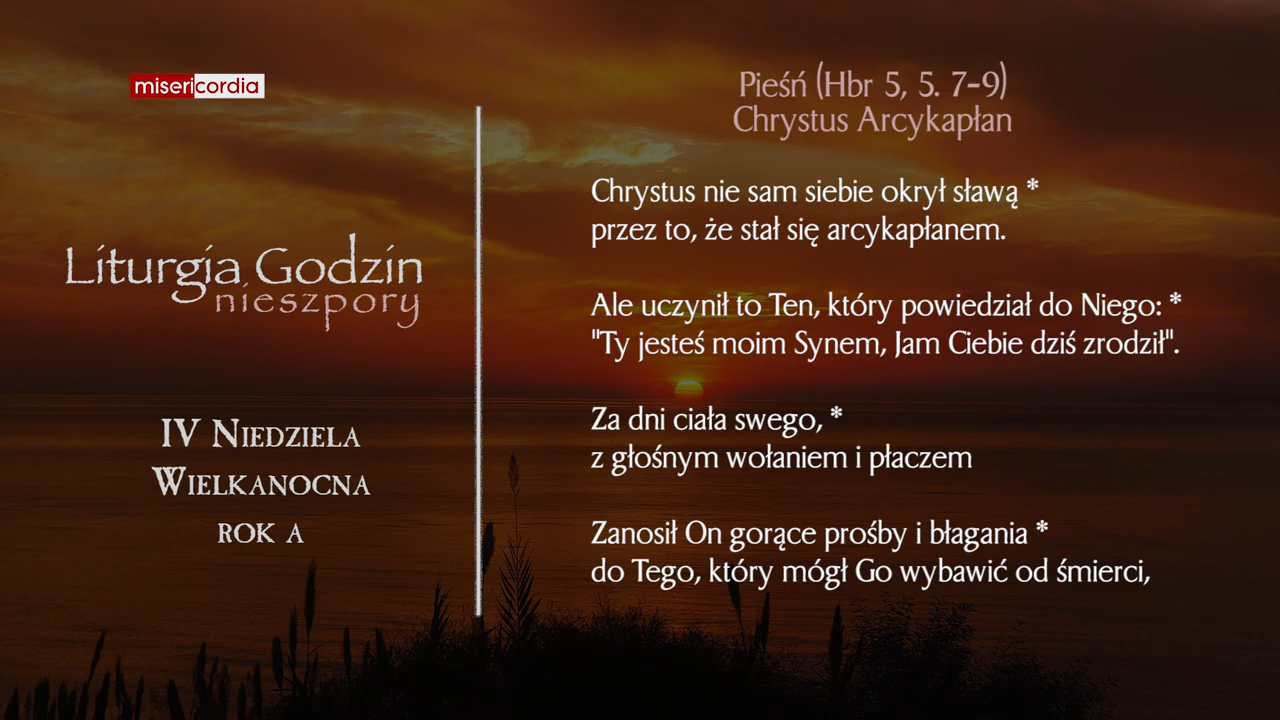 misericordia
Liturgia Godzin
nieszpory
IV Niedziela
Wielkanocna
rok A
Pieśń (Hbr 5, 5. 7-9)
Chrystus Arcykapłan
Chrystus nie sam siebie okrył sławą *
przez to, że stał się arcykapłanem.
Ale uczynił to Ten, który powiedział do Niego: *
"Ty jesteś moim Synem, Jam Ciebie dziś zrodził".
Za dni ciała swego, *
z głośnym wołaniem i płaczem
Zanosił On gorące prośby i błagania *
do Tego, który mógł Go wybawić od śmierci,